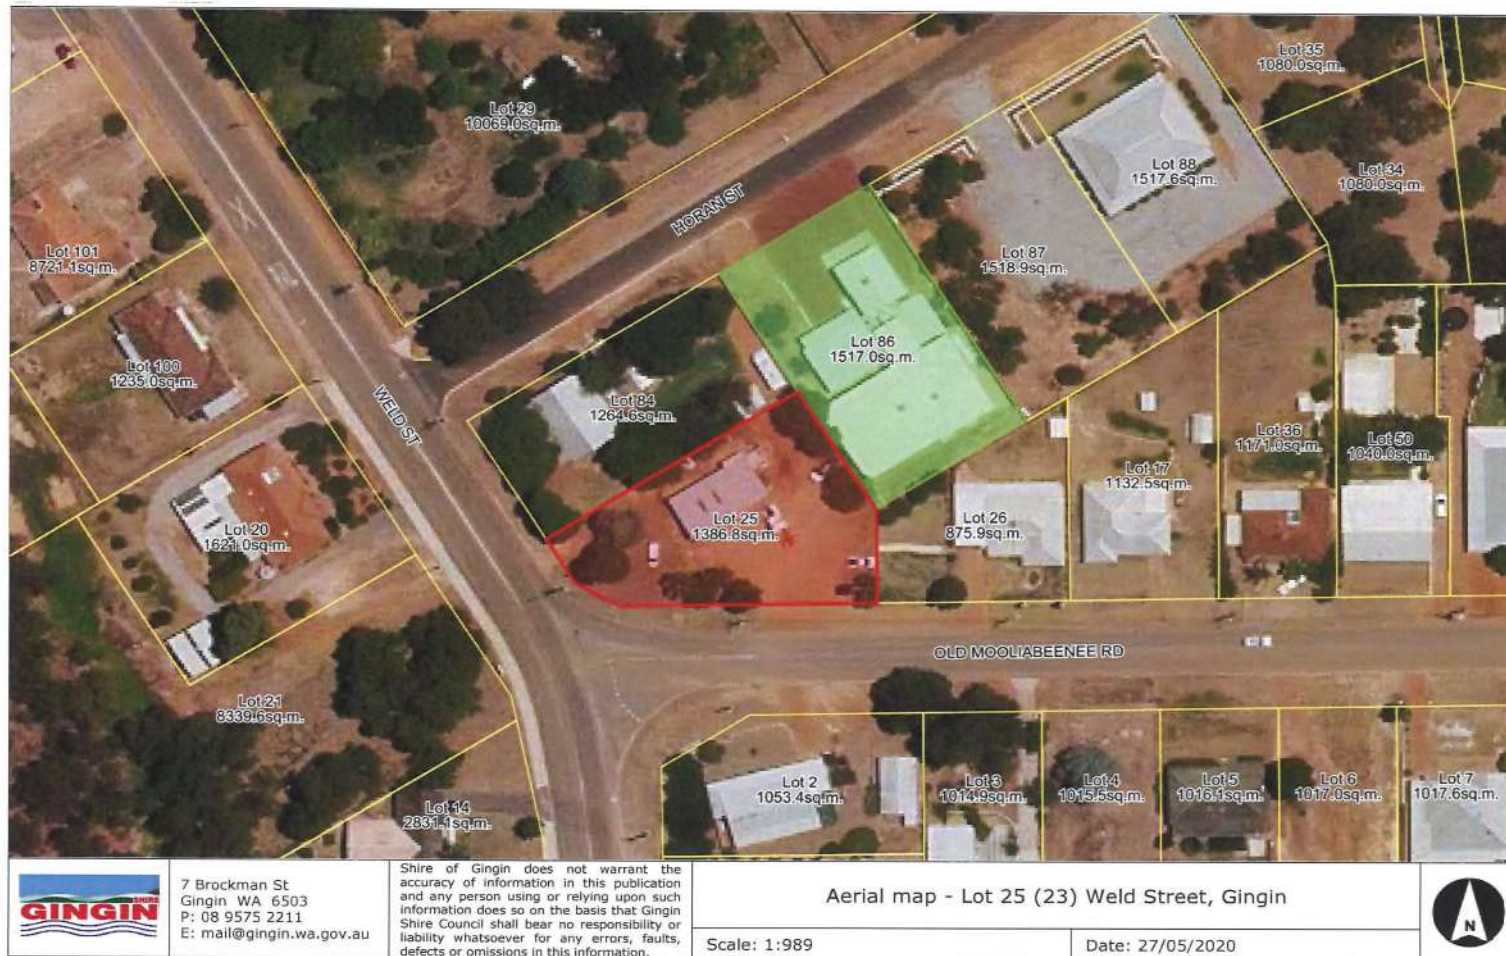 Lot 35
1080.0sq.m.
Lot 29
10069.0sq.m.
Lot 88
1517.6sq.m.
Lot 34
1080.0sq.m.
HORAN ST
Lot 101
8721.1sq.m.
Lot 87
1518.9sq.m.
Lot 86
1517.0sq.m.
Lot 100
1235.0sq.m.
WELD ST
Lot 84
1264.6sq.m.
Lot 36
1171.0sq.m.
Lot 50
1040.0sq.m.
Lot 17
1132.5sq.m.
Lot 20
1621.0sq.m.
Lot 25
1386.8sq.m.
Lot 26
875.9sq.m.
OLD MOOLIABEENEE RD
Lot 21
8339.6sq.m.
Lot 2
1053.4sq.m.
Lot 3
1014.9sq.m.
Lot 4
1015.5sq.m.
Lot 5
1016.1sq.m.
Lot 6
1017.0sq.m.
Lot 7
1017.6sq.m.
Lot 14
2831.1sq.m.
SHIRE
GINGIN
7 Brockman St
Gingin WA 6503
P: 08 9575 2211
E: mail@gingin.wa.gov.au
Shire of Gingin does not warrant the
accuracy of information in this publication
and any person using or relying upon such
information does so on the basis that Gingin
Shire Council shall bear no responsibility or
liability whatsoever for any errors, faults,
defects or omissions in this information.
Aerial map - Lot 25 (23) Weld Street, Gingin
Scale: 1:989
Date: 27/05/2020
N